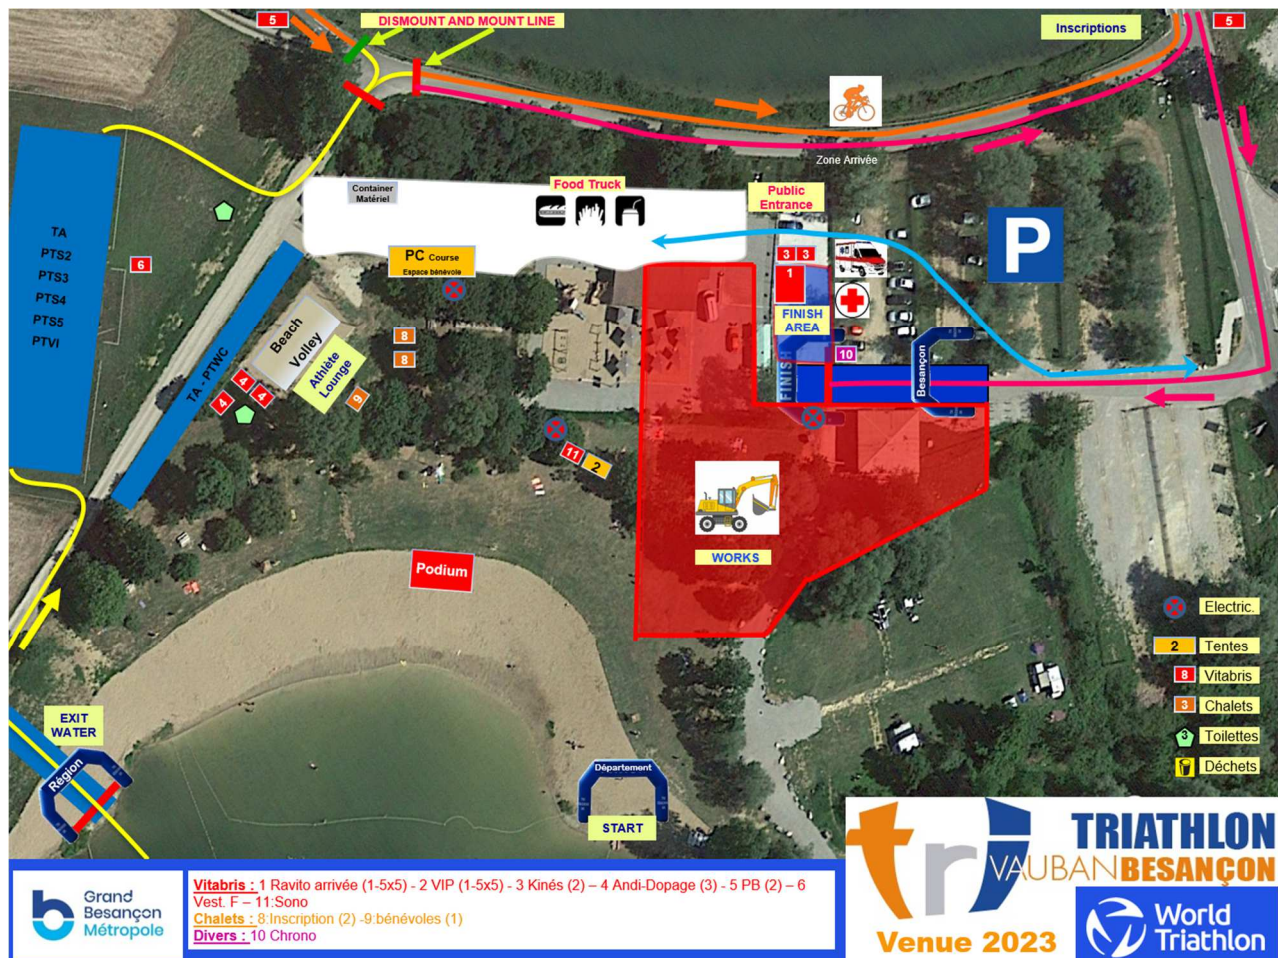 5
DISMOUNT AND MOUNT LINE
Inscriptions
5
Zone Arrivée
Container
Matériel
Food Truck
Public
Entrance
TA
PTS2
PTS3
PTS4
PTS5
PTVI
6
PC Course
Espace bénévole
3 3
1
P
FINISH
AREA
8
8
10
Beach
Volley
Athlète
Lounge
TA - PTWC
4
4
4
9
FINISH
Besançon
11
2
WORKS
Podium
EXIT
WATER
Région
Département
START
Electric.
2 Tentes
8 Vitabris
3 Chalets
3 Toilettes
Déchets
tri
TRIATHLON
VAUBAN BESANÇON
Venue 2023
World
Triathlon
Grand
Besançon
Métropole
Vitabris : 1 Ravito arrivée (1-5x5) - 2 VIP (1-5x5) - 3 Kinés (2) – 4 Andi-Dopage (3) - 5 PB (2) – 6
Vest. F – 11:Sono
Chalets : 8:Inscription (2) -9:bénévoles (1)
Divers : 10 Chrono